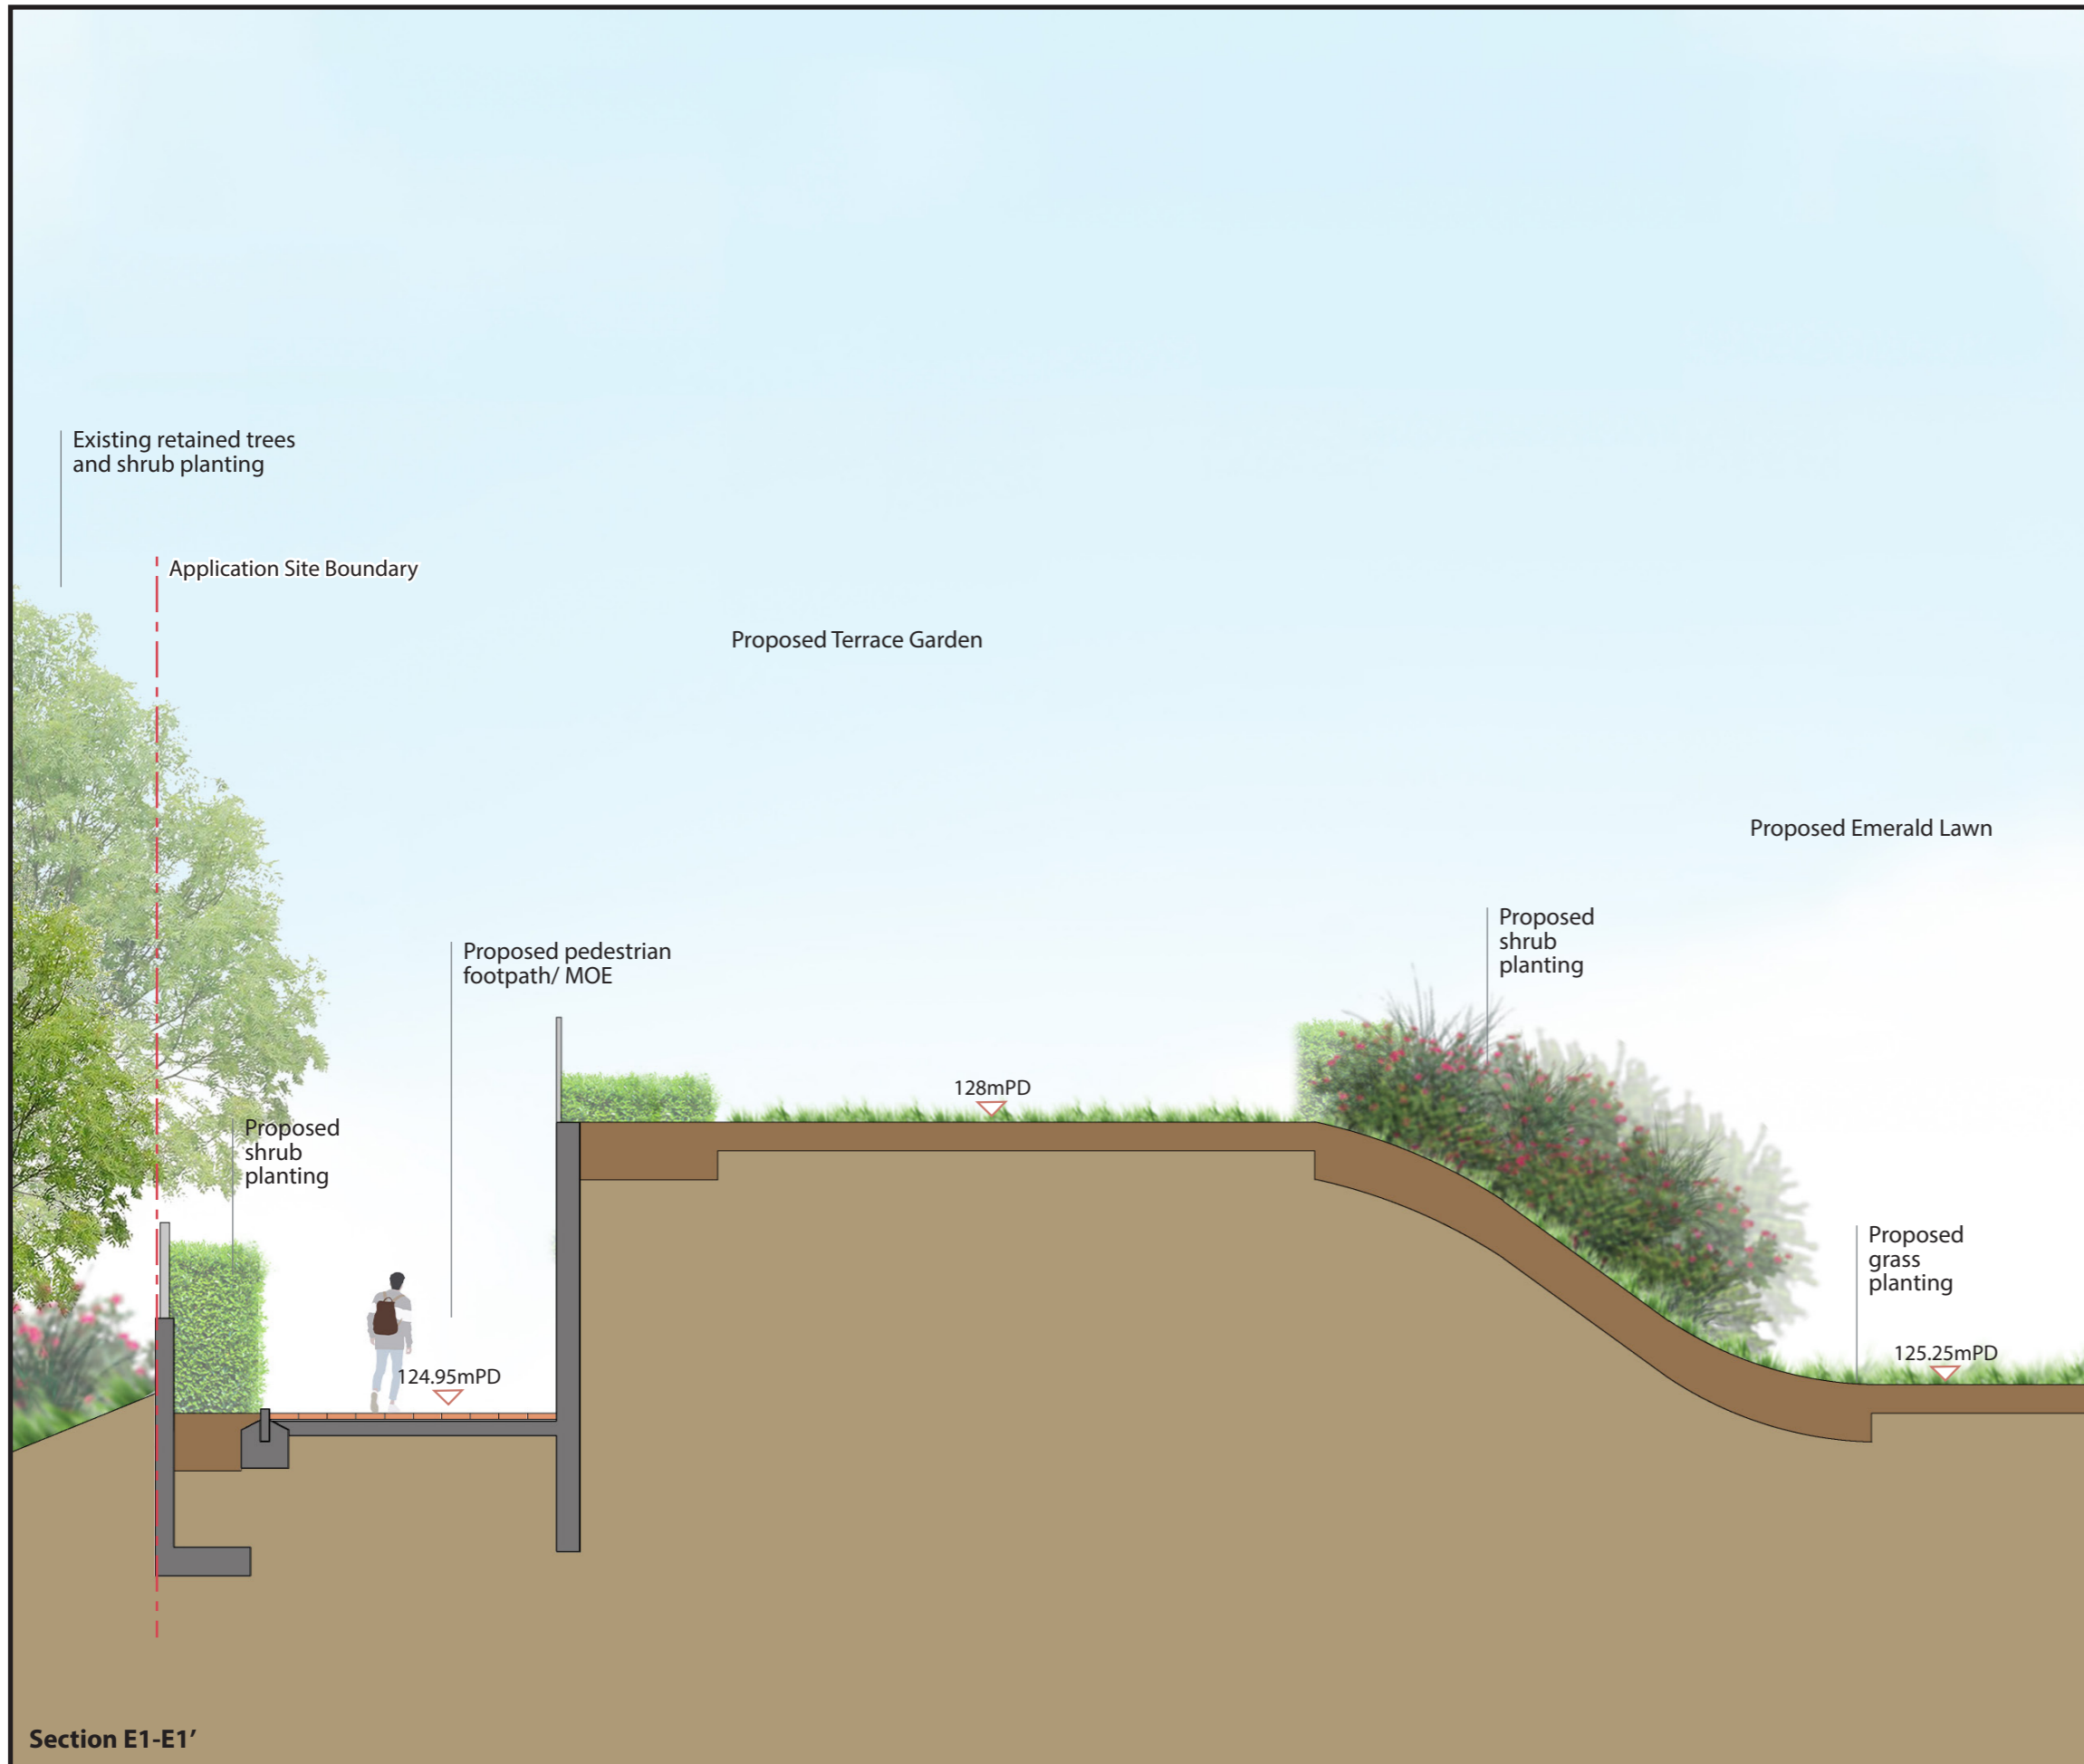 Existing retained trees
and shrub planting
Application Site Boundary
Proposed Terrace Garden
Proposed Emerald Lawn
Proposed
shrub
planting
Proposed pedestrian
footpath/ MOE
128mPD
Proposed
shrub
planting
Proposed
grass
planting
125.25mPD
124.95mPD
Section E1-E1’